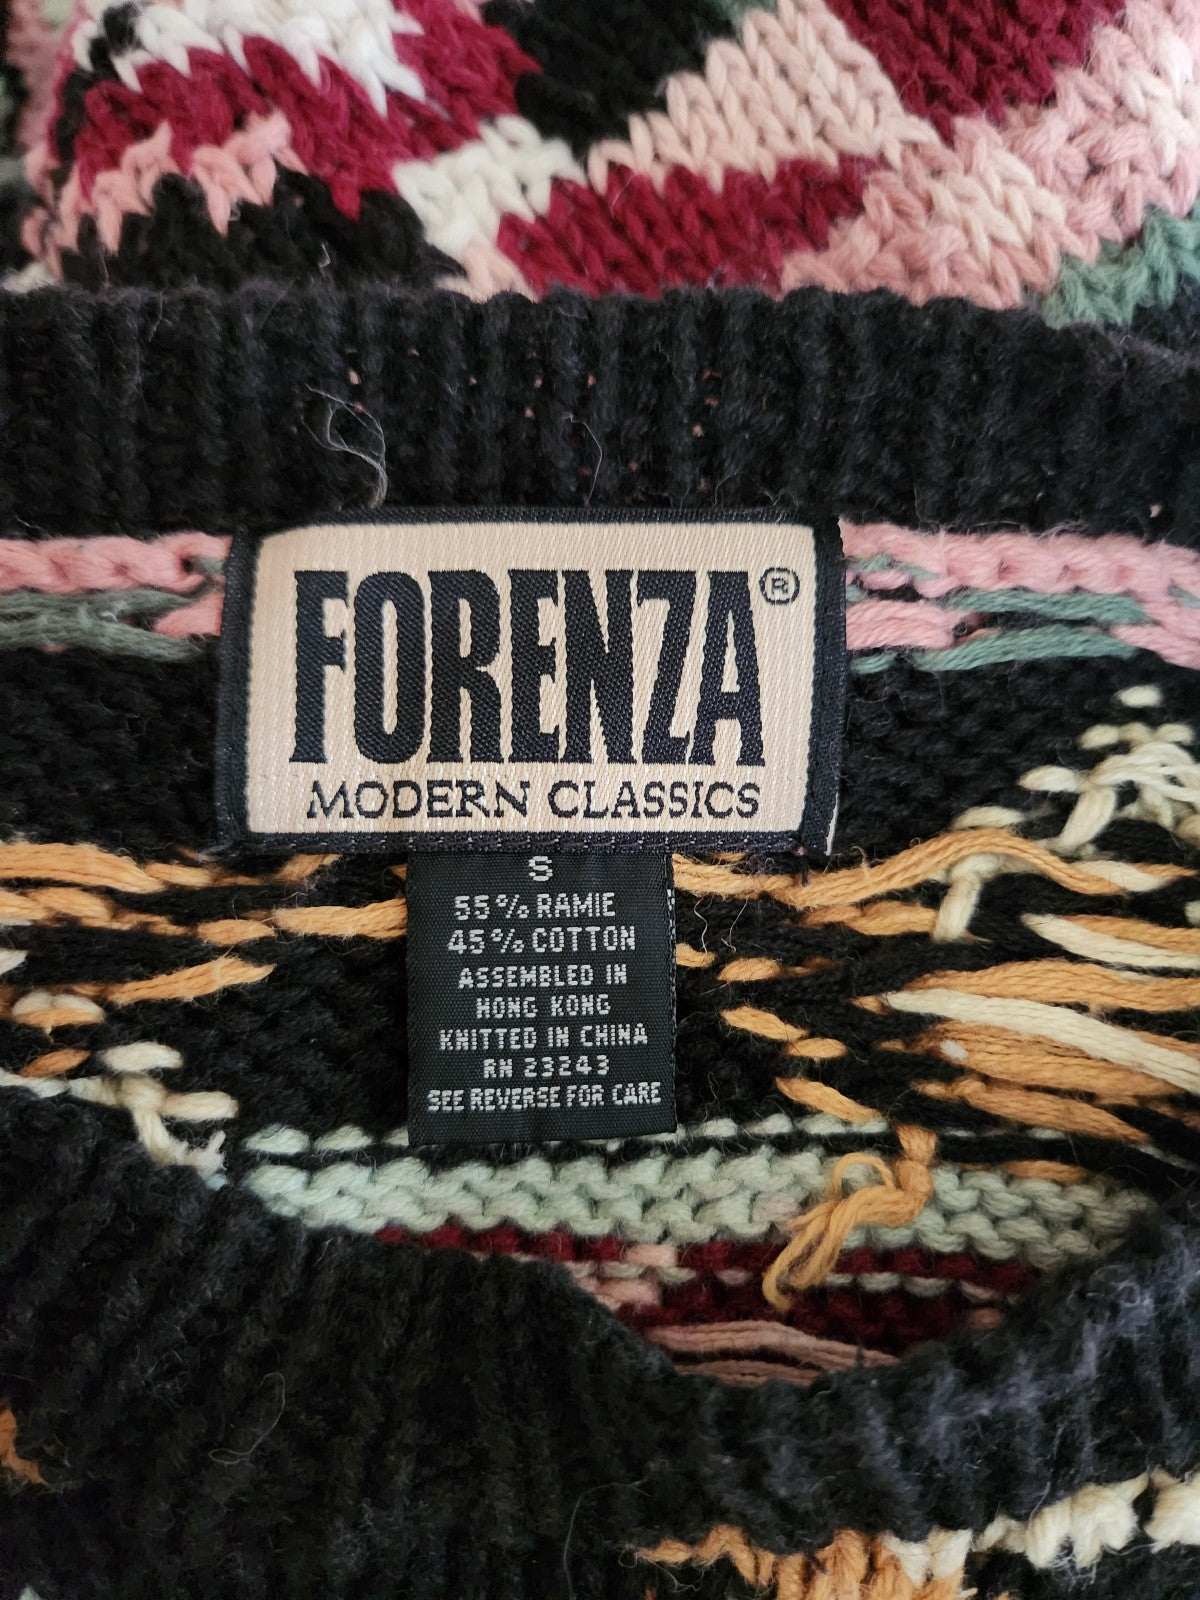 FORENZA®
MODERN CLASSICS
S
55% RAMIE
45% COTTON
ASSEMBLED IN
HONG KONG
KNITTED IN CHINA
RN 23243
SEE REVERSE FOR CARE